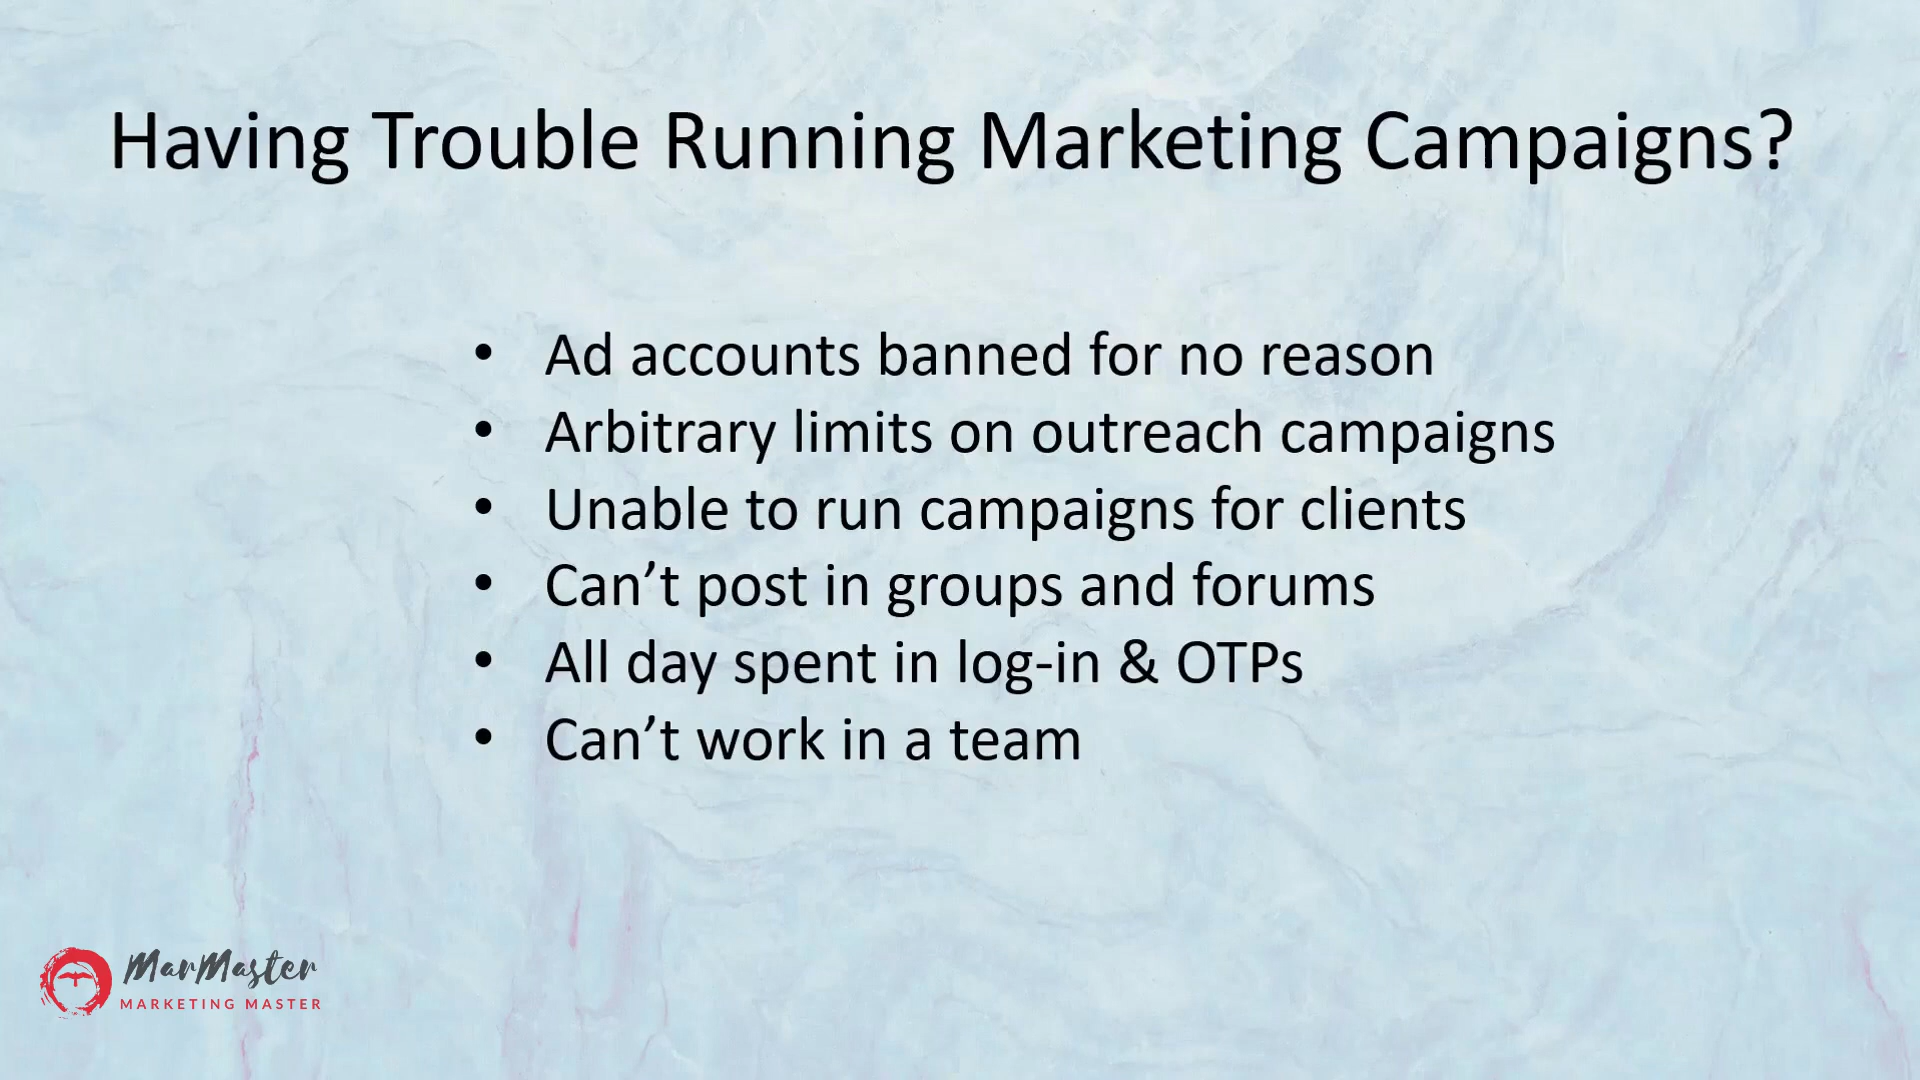 Having Trouble Running Marketing Campaigns?
• Ad accounts banned for no reason
• Arbitrary limits on outreach campaigns
• Unable to run campaigns for clients
• Can’t post in groups and forums
• All day spent in log-in & OTPs
• Can’t work in a team
MarMaster
MARKETING MASTER